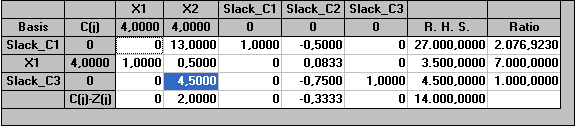 X1 X2 Slack_C1 Slack_C2 Slack_C3
Basis C(j) 4,0000 4,0000 0 0 0 R. H. S. Ratio
Slack_C1 0 0 13,0000 1,0000 -0,5000 0 27.000,0000 2.076,9230
X1 4,0000 1,0000 0,5000 0 0,0833 0 3.500,0000 7.000,0000
Slack_C3 0 0 4,5000 0 -0,7500 1,0000 4.500,0000 1.000,0000
C(j)-Z(j) 0 2,0000 0 -0,3333 0 14.000,0000